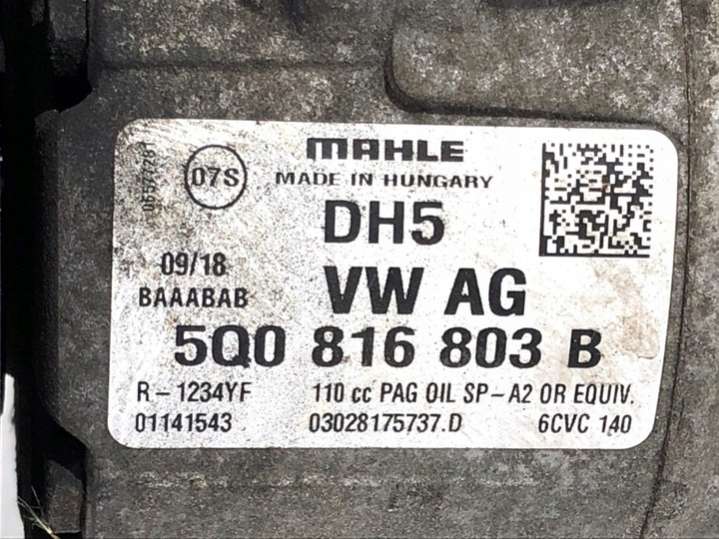 MAHLE
07S MADE IN HUNGARY
DH5
09/18
BAAABAB
VW AG
5Q0 816 803 B
R-1234YF 110 cc PAG OIL SP-A2 OR EQUIV.
01141543 03028175737.D 6CVC 140